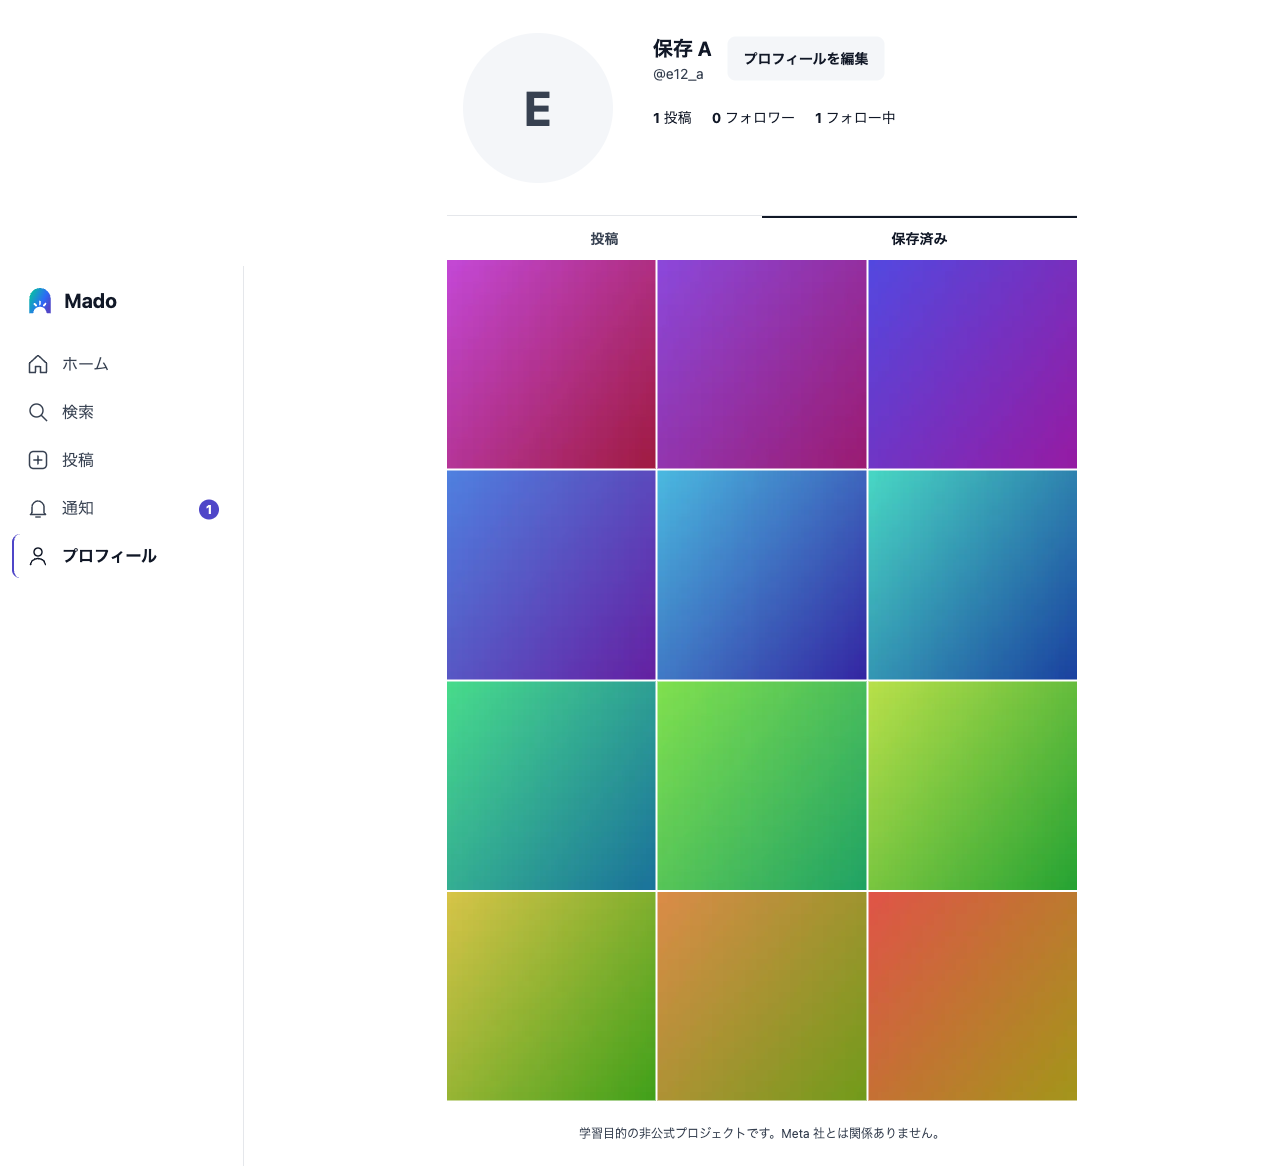 E
保存 A
@e12_a
プロフィールを編集
1 投稿 0 フォロワー 1 フォロー中
投稿 保存済み
Mado
ホーム
検索
投稿
通知 1
プロフィール
学習目的の非公式プロジェクトです。Meta 社とは関係ありません。